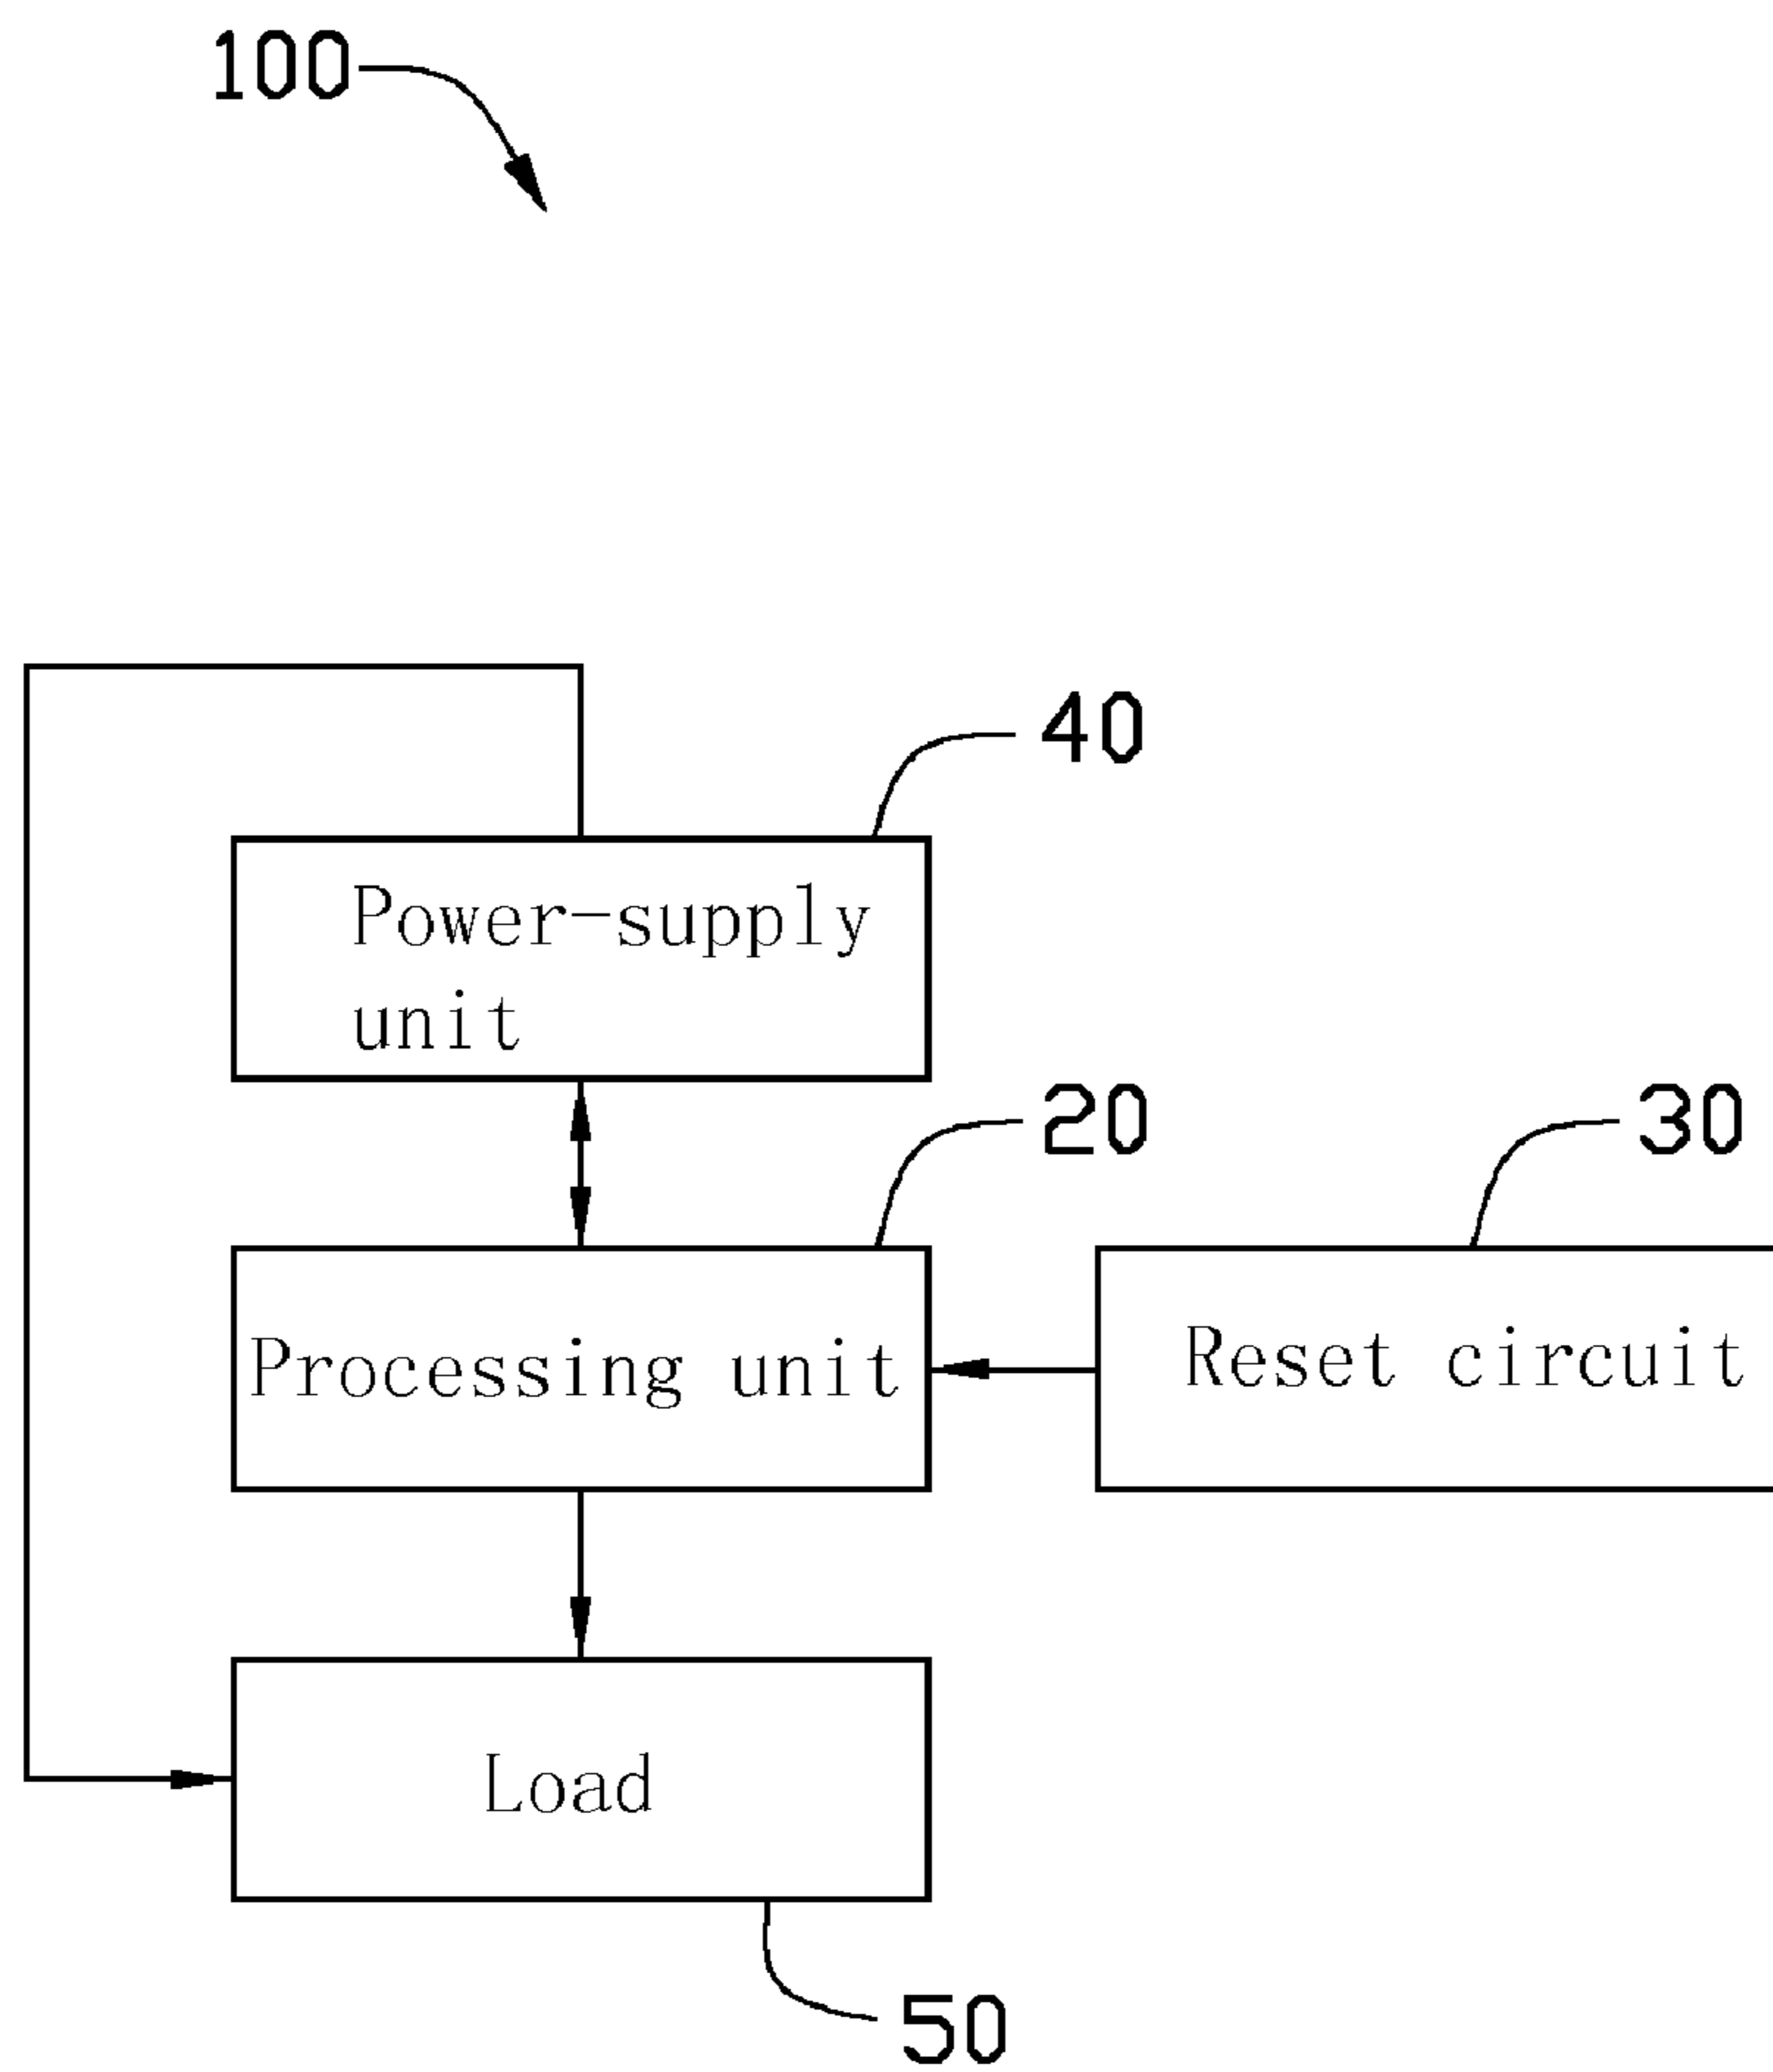 100
40
Power-supply
unit
20
30
Processing unit
Reset circuit
Load
50